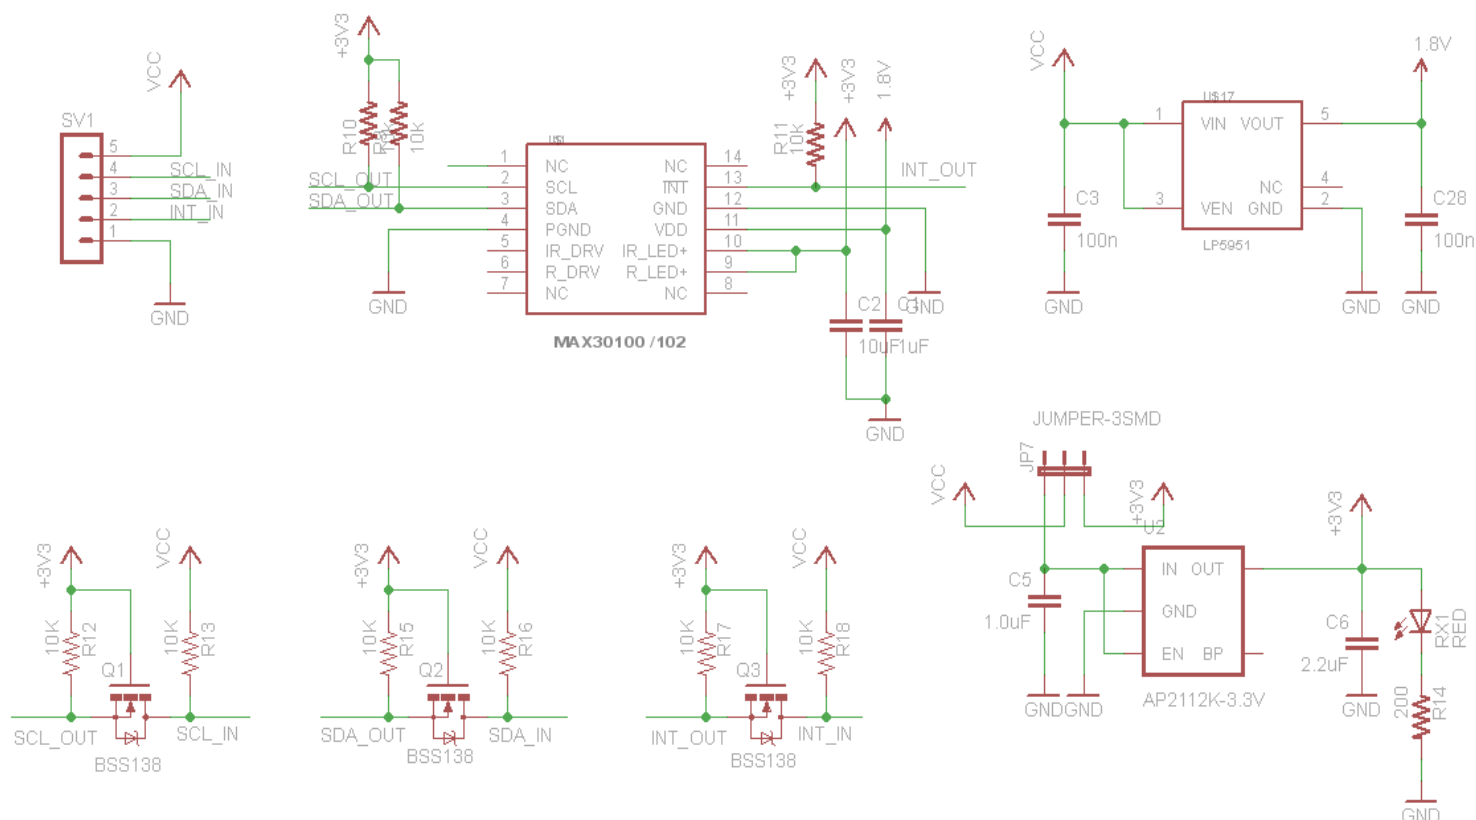 SV1
VCC
5
4
3
2
1
SCL_IN
SDA_IN
INT_IN
GND
+3V3
R10
10k
SCL_OUT
SDA_OUT
GND
1 NC
2 SCL
3 SDA
4 PGND
5 IR_DRV
6 R_DRV
7 NC
NC 14
INT 13
GND 12
VDD 11
IR_LED+ 10
R_LED+ 9
NC 8
MAX30100 /102
+3V3
R11
10k
+3V3
1.8V
INT_OUT
C2
10uF
C1
1uF
GND
GND
VCC
C3
100n
GND
U$17
1 VIN
3 VEN
VOUT 5
NC 4
GND 2
LP5951
GND
1.8V
C28
100n
GND
+3V3
10K
R12
VCC
10K
R13
Q1
SCL_OUT
SCL_IN
BSS138
+3V3
10K
R15
VCC
10K
R16
Q2
SDA_OUT
SDA_IN
BSS138
+3V3
10K
R17
VCC
10K
R18
Q3
INT_OUT
INT_IN
BSS138
JUMPER-3SMD
JP7
VCC
+3V3
U2
C5
1.0uF
GND
GND
IN OUT
GND
EN BP
AP2112K-3.3V
+3V3
C6
2.2uF
GND
RX1
RED
200
R14
GND